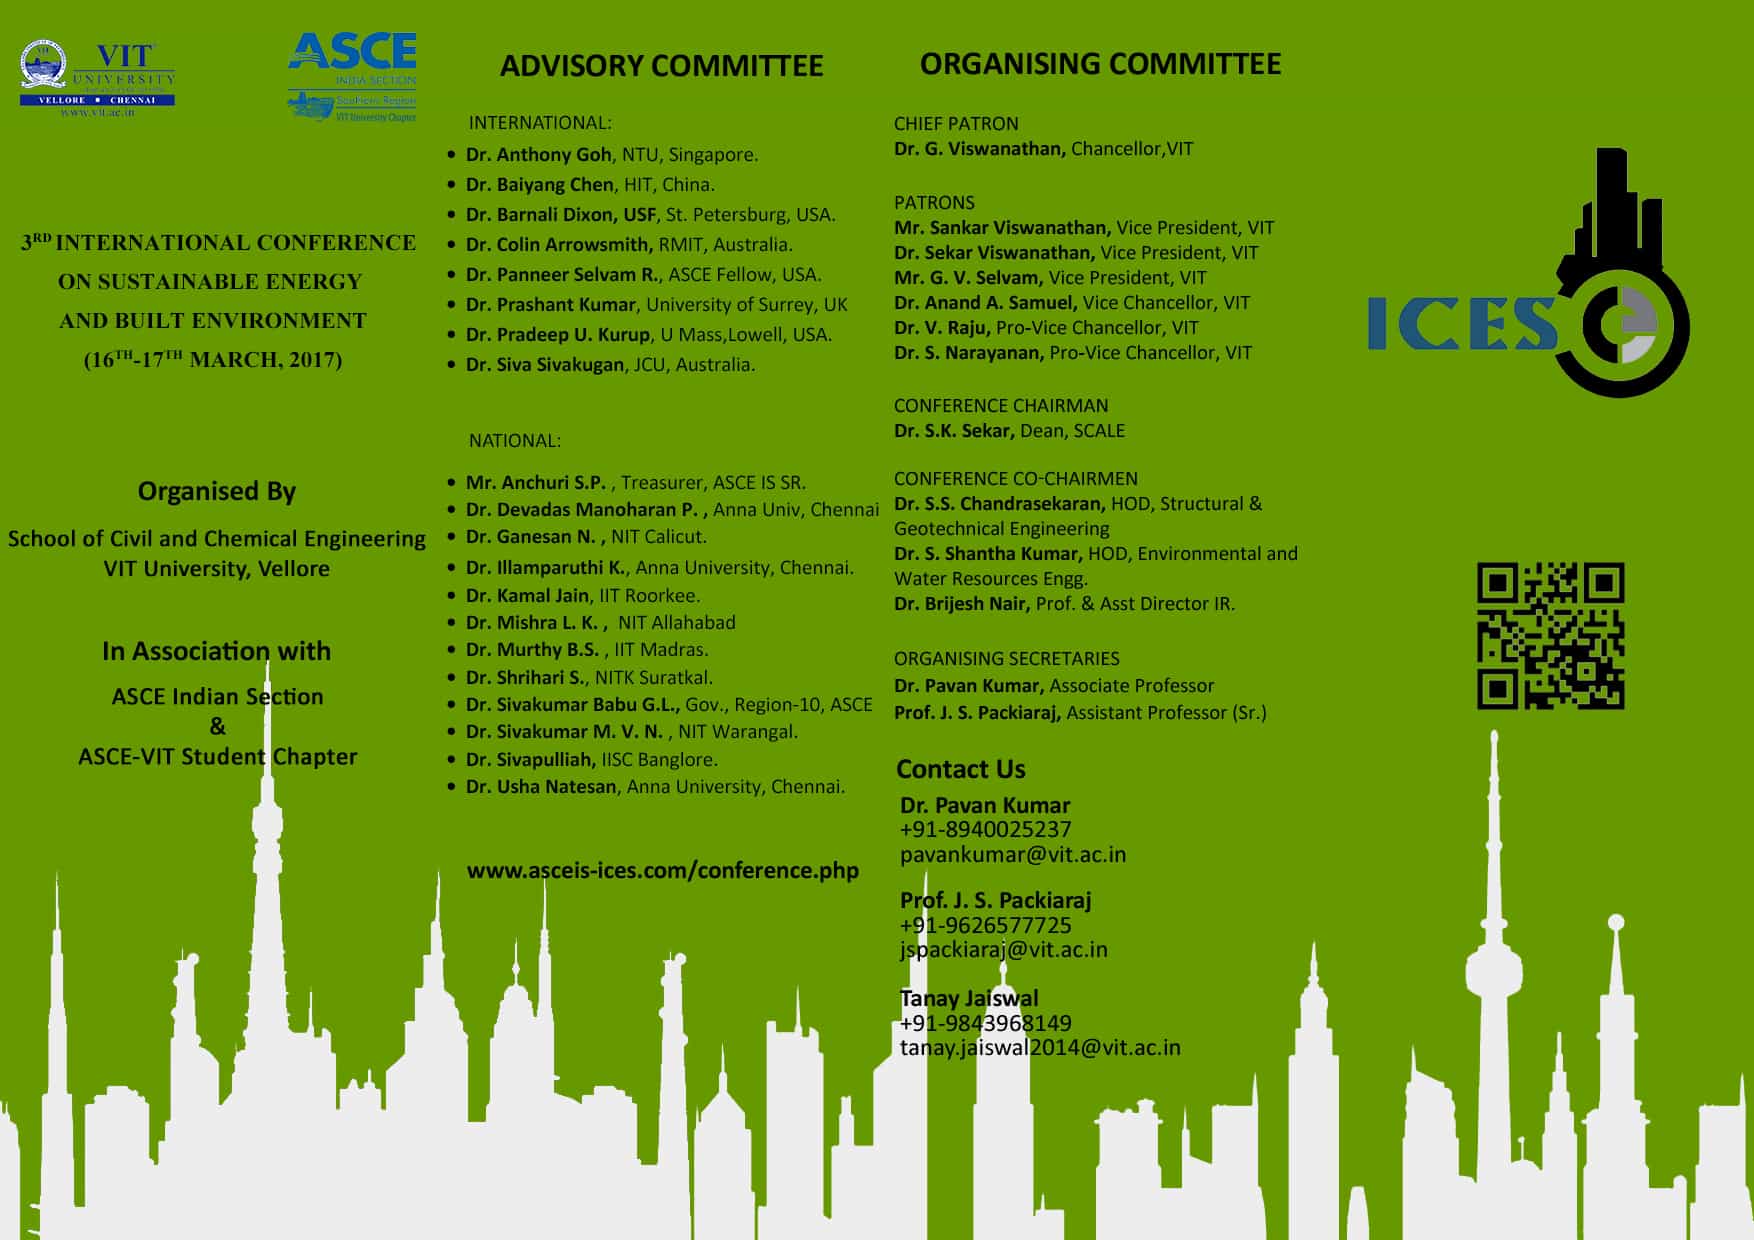 VIT
UNIVERSITY
VELLORE • CHENNAI
www.vit.ac.in
ASCE
INDIA SECTION
Southern Region
VIT University Chapter
3RD INTERNATIONAL CONFERENCE
ON SUSTAINABLE ENERGY
AND BUILT ENVIRONMENT
(16TH-17TH MARCH, 2017)
Organised By
School of Civil and Chemical Engineering
VIT University, Vellore
In Association with
ASCE Indian Section
&
ASCE-VIT Student Chapter
ADVISORY COMMITTEE
INTERNATIONAL:
• Dr. Anthony Goh, NTU, Singapore.
• Dr. Baiyang Chen, HIT, China.
• Dr. Barnali Dixon, USF, St. Petersburg, USA.
• Dr. Colin Arrowsmith, RMIT, Australia.
• Dr. Panneer Selvam R., ASCE Fellow, USA.
• Dr. Prashant Kumar, University of Surrey, UK
• Dr. Pradeep U. Kurup, U Mass,Lowell, USA.
• Dr. Siva Sivakugan, JCU, Australia.
NATIONAL:
• Mr. Anchuri S.P. , Treasurer, ASCE IS SR.
• Dr. Devadas Manoharan P. , Anna Univ, Chennai
• Dr. Ganesan N. , NIT Calicut.
• Dr. Illamparuthi K., Anna University, Chennai.
• Dr. Kamal Jain, IIT Roorkee.
• Dr. Mishra L. K. , NIT Allahabad
• Dr. Murthy B.S. , IIT Madras.
• Dr. Shrihari S., NITK Suratkal.
• Dr. Sivakumar Babu G.L., Gov., Region-10, ASCE
• Dr. Sivakumar M. V. N. , NIT Warangal.
• Dr. Sivapulliah, IISC Banglore.
• Dr. Usha Natesan, Anna University, Chennai.
www.asceis-ices.com/conference.php
ORGANISING COMMITTEE
CHIEF PATRON
Dr. G. Viswanathan, Chancellor,VIT
PATRONS
Mr. Sankar Viswanathan, Vice President, VIT
Dr. Sekar Viswanathan, Vice President, VIT
Mr. G. V. Selvam, Vice President, VIT
Dr. Anand A. Samuel, Vice Chancellor, VIT
Dr. V. Raju, Pro-Vice Chancellor, VIT
Dr. S. Narayanan, Pro-Vice Chancellor, VIT
CONFERENCE CHAIRMAN
Dr. S.K. Sekar, Dean, SCALE
CONFERENCE CO-CHAIRMEN
Dr. S.S. Chandrasekaran, HOD, Structural &
Geotechnical Engineering
Dr. S. Shantha Kumar, HOD, Environmental and
Water Resources Engg.
Dr. Brijesh Nair, Prof. & Asst Director IR.
ORGANISING SECRETARIES
Dr. Pavan Kumar, Associate Professor
Prof. J. S. Packiaraj, Assistant Professor (Sr.)
Contact Us
Dr. Pavan Kumar
+91-8940025237
pavankumar@vit.ac.in
Prof. J. S. Packiaraj
+91-9626577725
jspackiaraj@vit.ac.in
Tanay Jaiswal
+91-9843968149
tanay.jaiswal2014@vit.ac.in
ICES